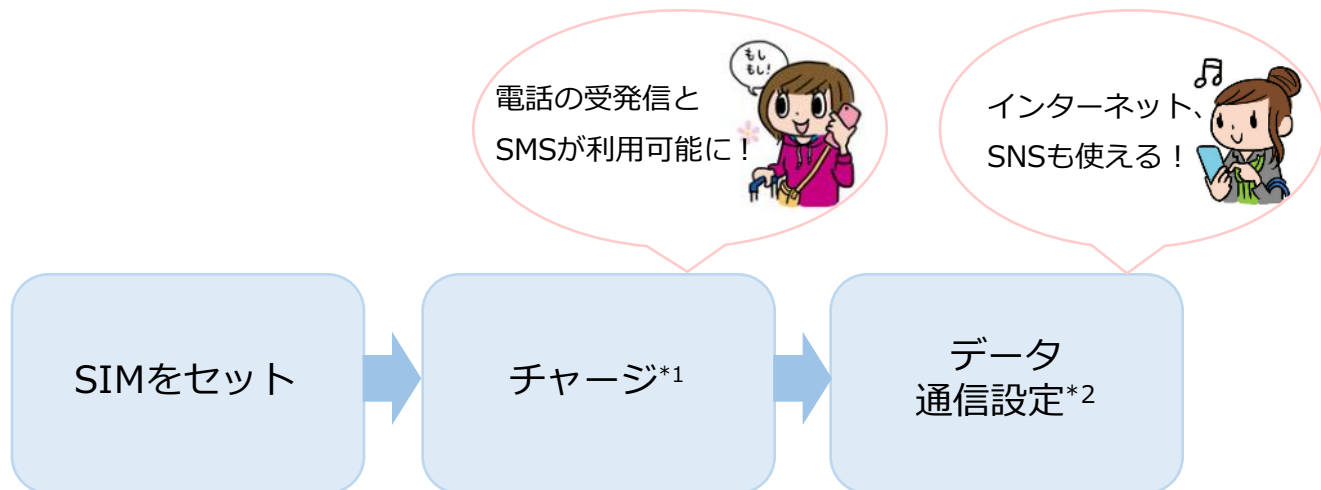 もし
もし!
電話の受発信と
SMSが利用可能に！
インターネット、
SNSも使える！
SIMをセット
チャージ*1
データ
通信設定*2